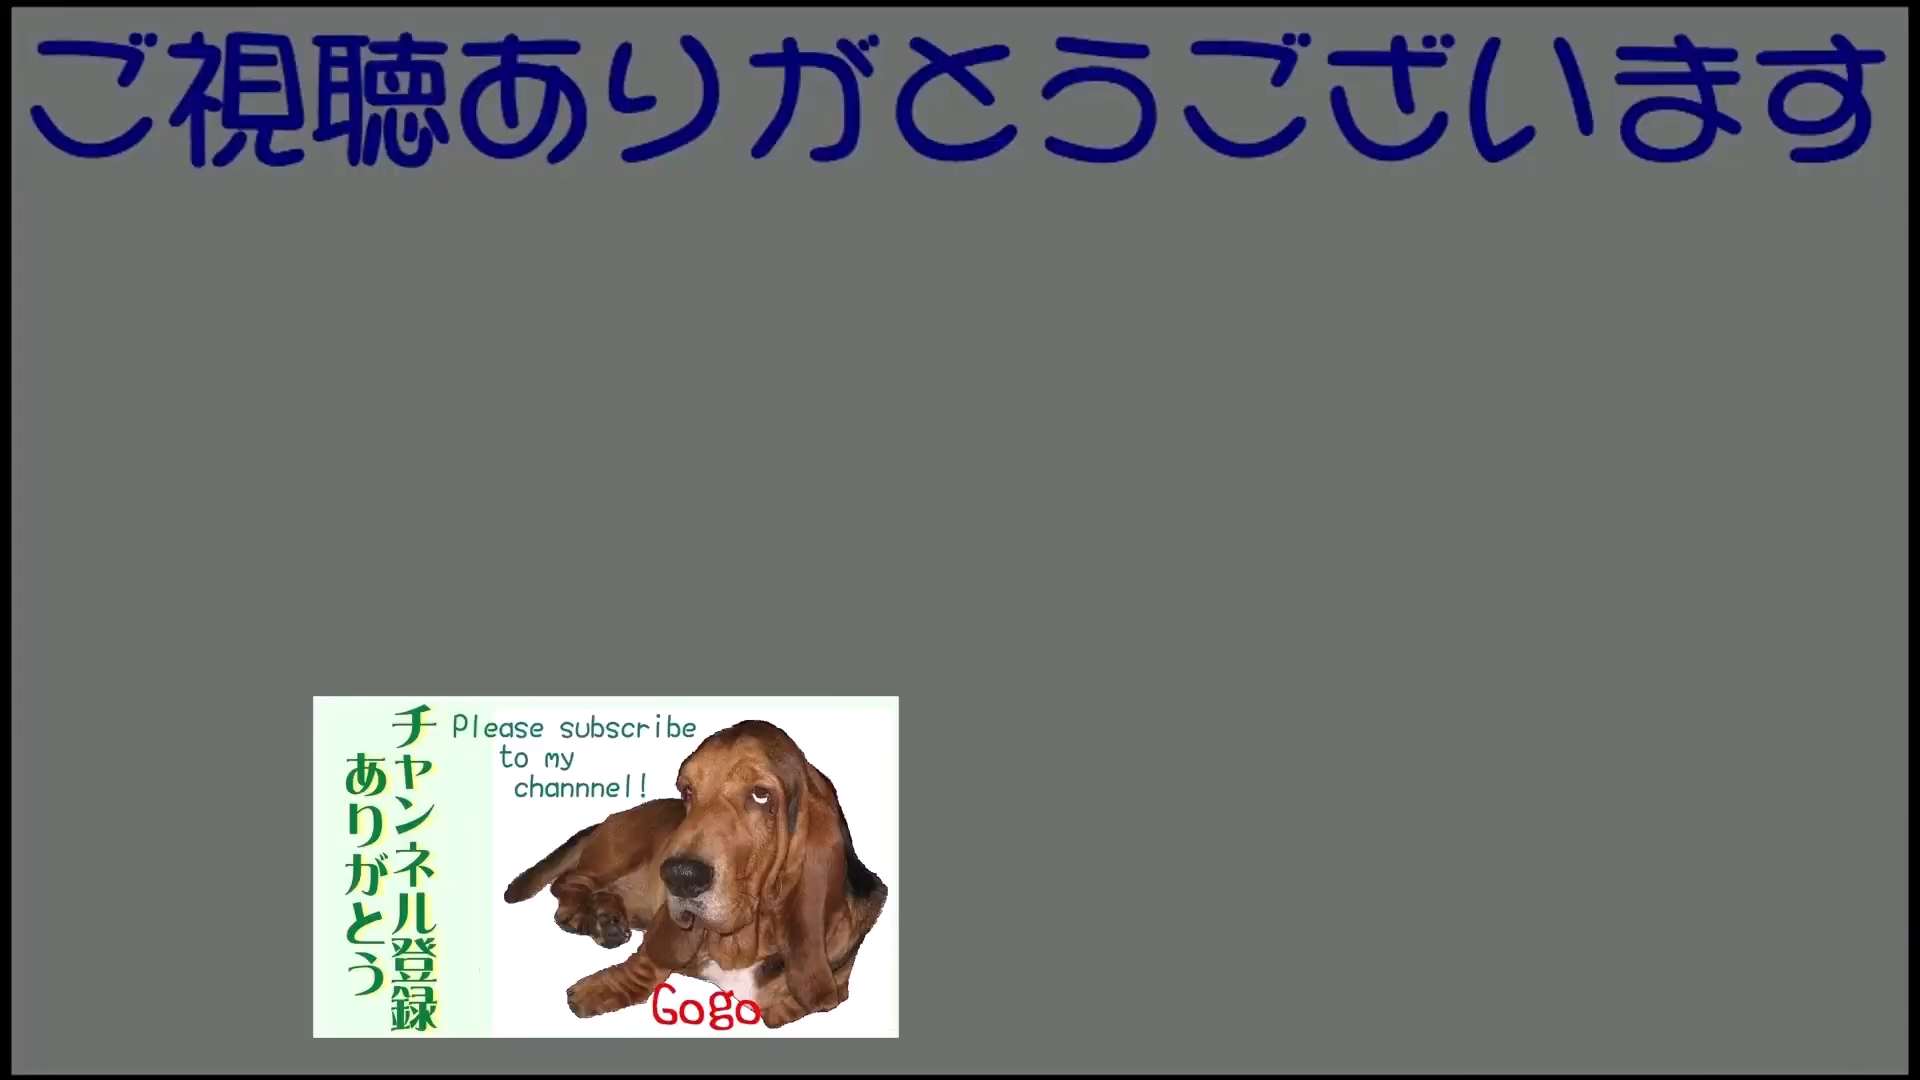 ご視聴ありがとうございます
チャンネル登録
ありがとう
Please subscribe
to my
channnel!
Gogo